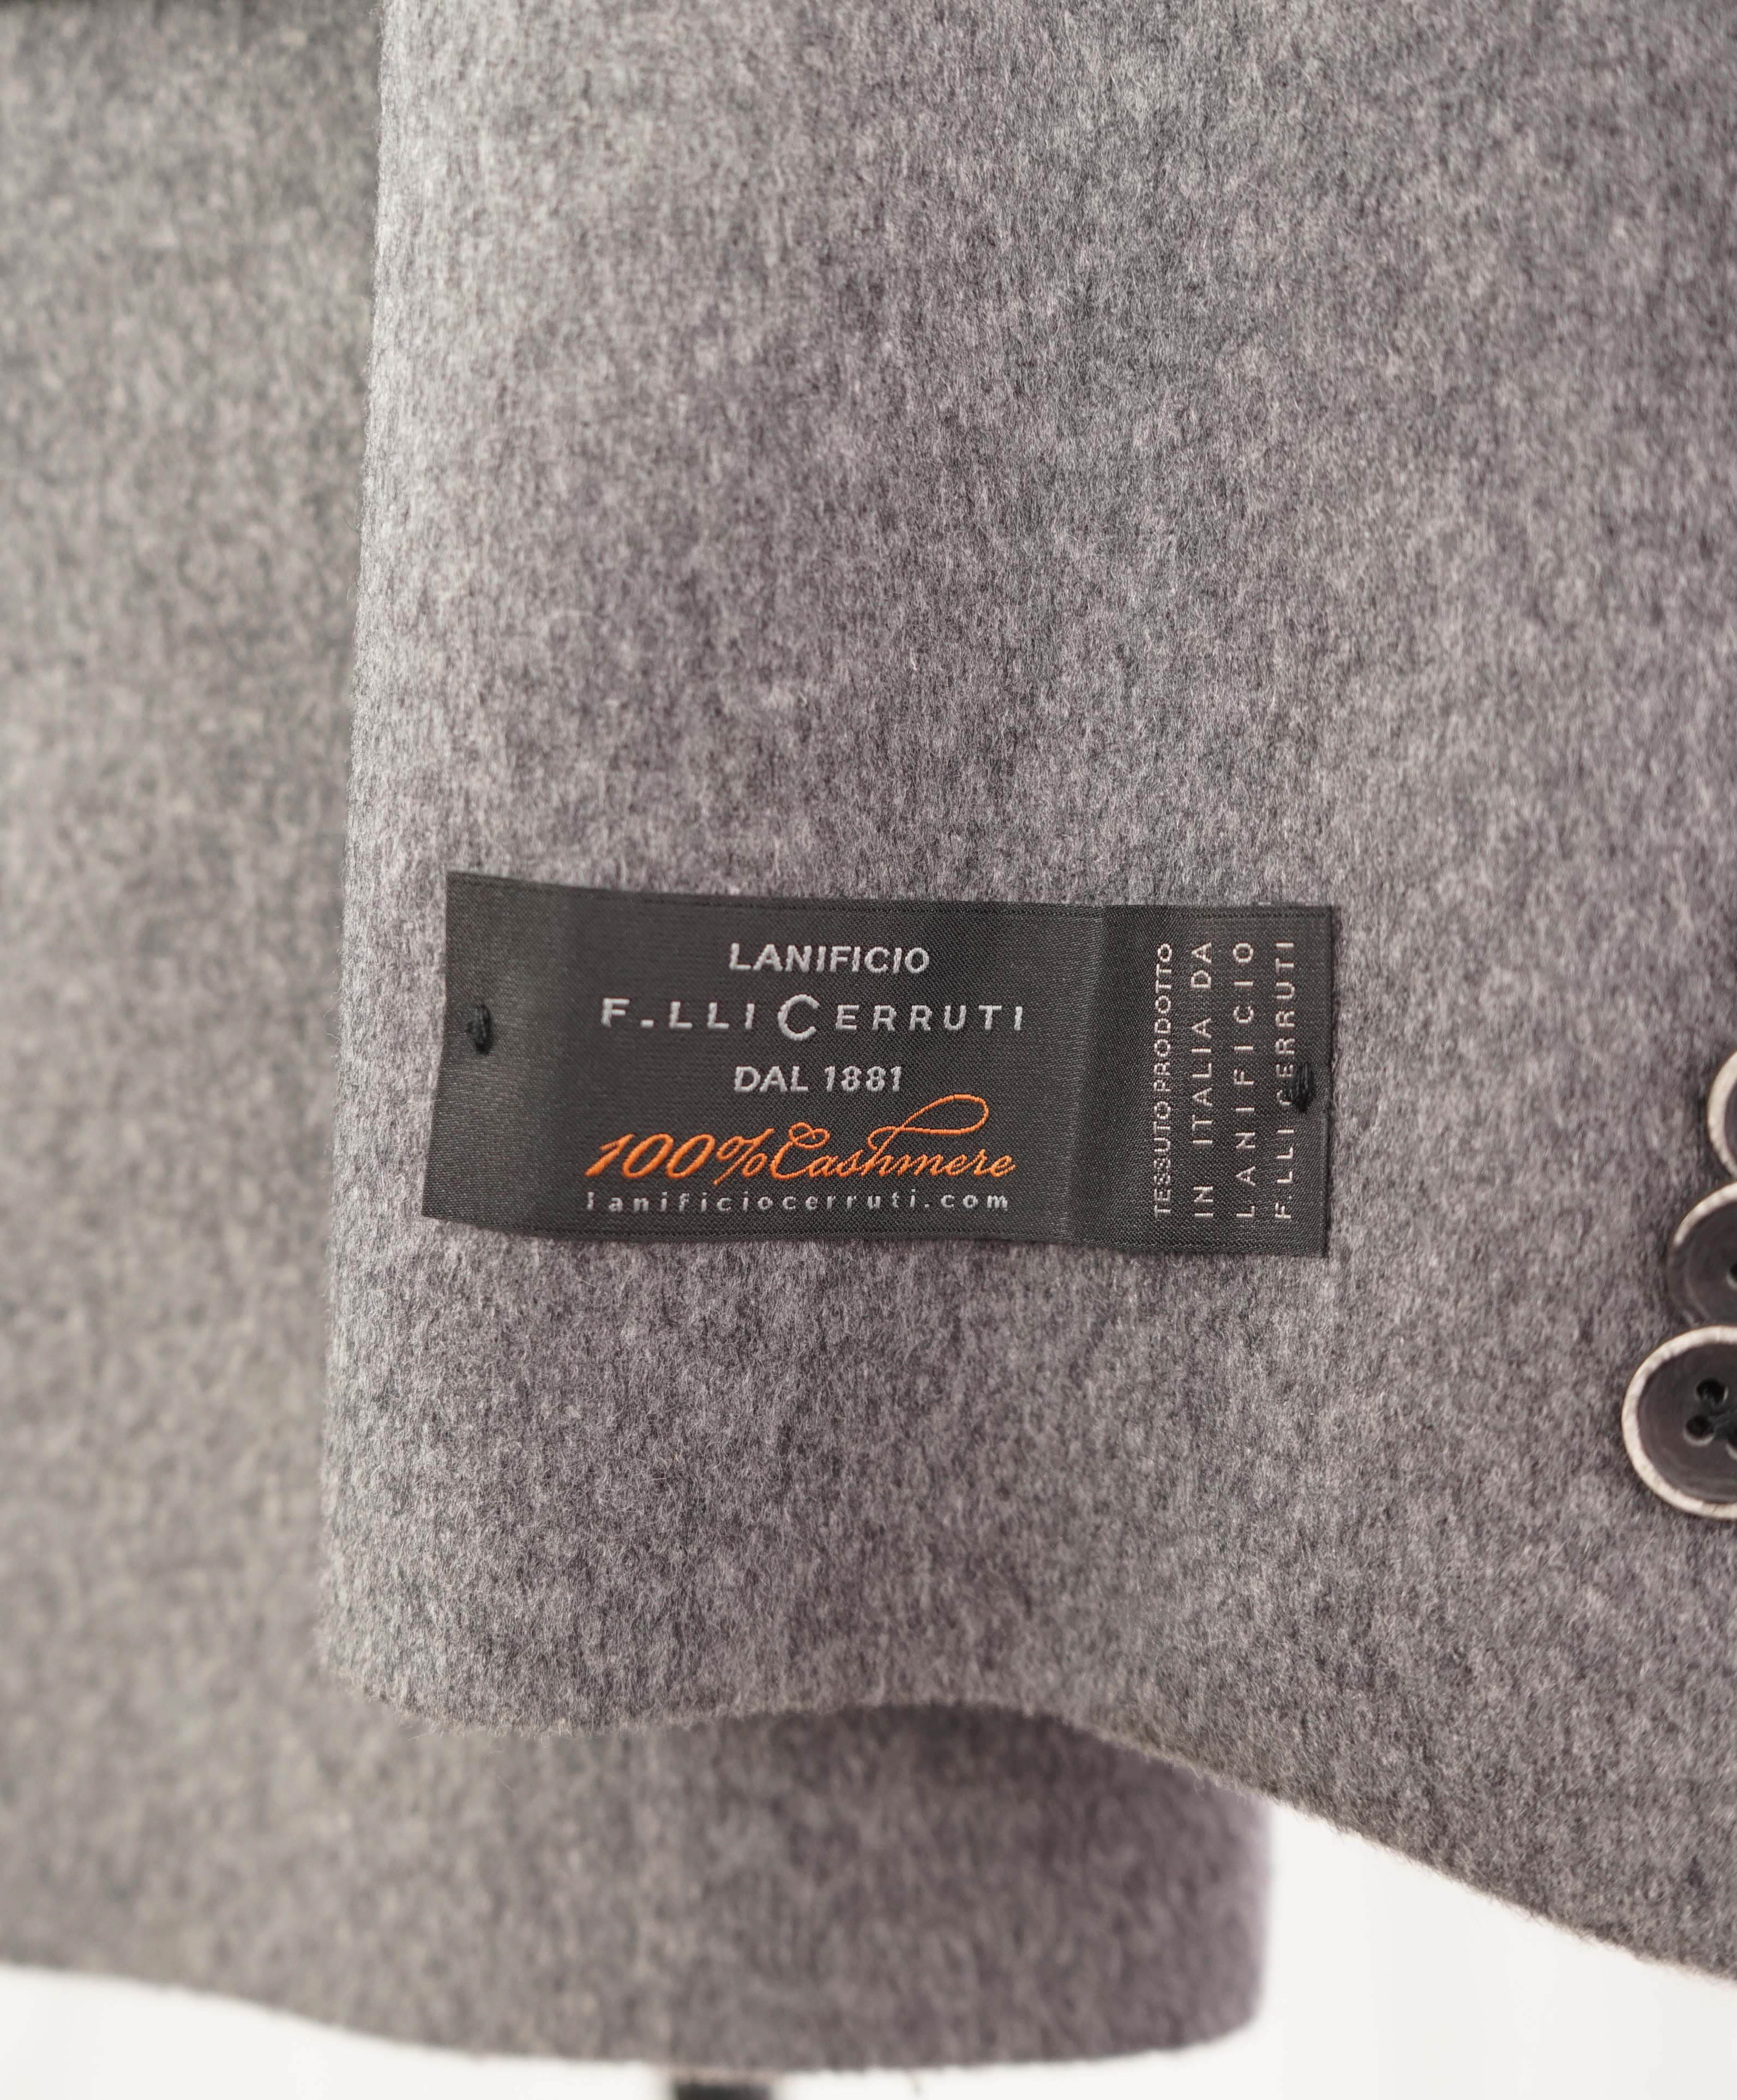 LANIFICIO
F.LLI CERRUTI
DAL 1881
100% Cashmere
lanificiocerruti.com
TESSUTO PRODOTTO
IN ITALIA DA
LANIFICIO
F.LLI CERRUTI